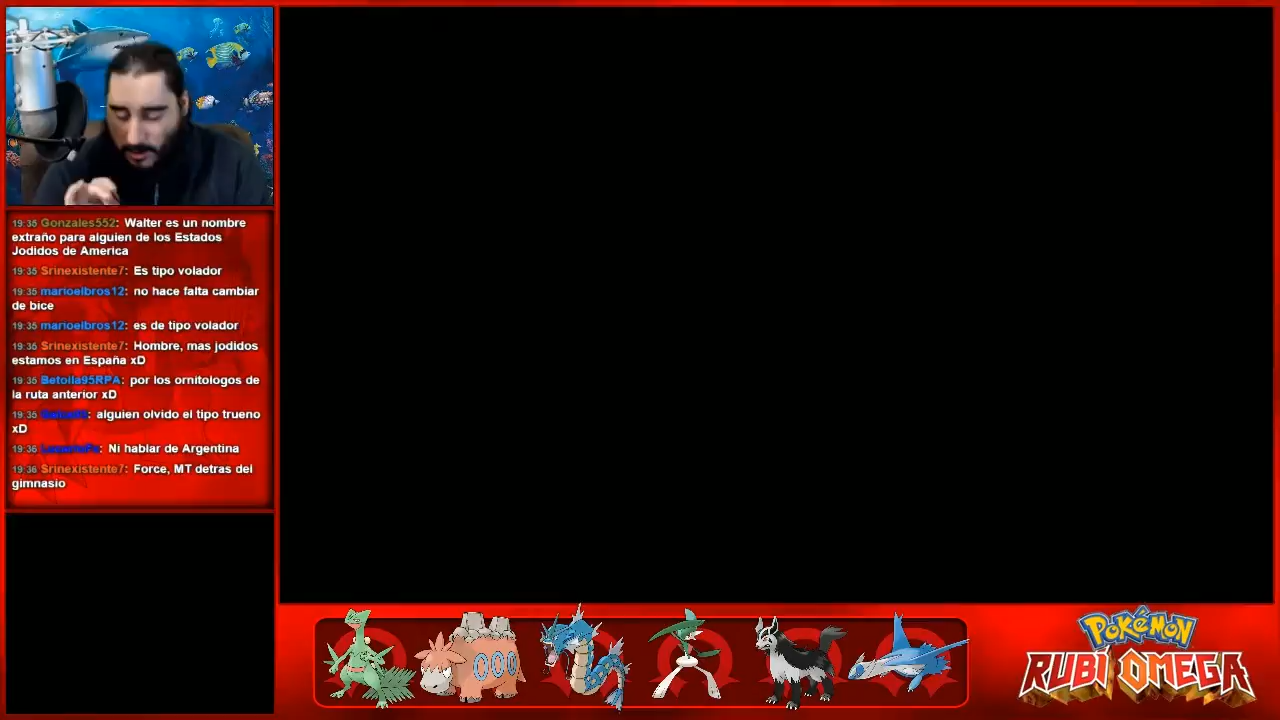 19:35 Gonzales552: Walter es un nombre
extraño para alguien de los Estados
Jodidos de America
19:35 Srinexistente7: Es tipo volador
19:35 marioelbros12: no hace falta cambiar
de bice
19:35 marioelbros12: es de tipo volador
19:35 Srinexistente7: Hombre, mas jodidos
estamos en España xD
19:35 Betolla95RPA: por los ornitologos de
la ruta anterior xD
19:35 : alguien olvido el tipo trueno
xD
19:35 : Ni hablar de Argentina
19:36 Srinexistente7: Force, MT detras del
gimnasio
POKÉMON
RUBI OMEGA